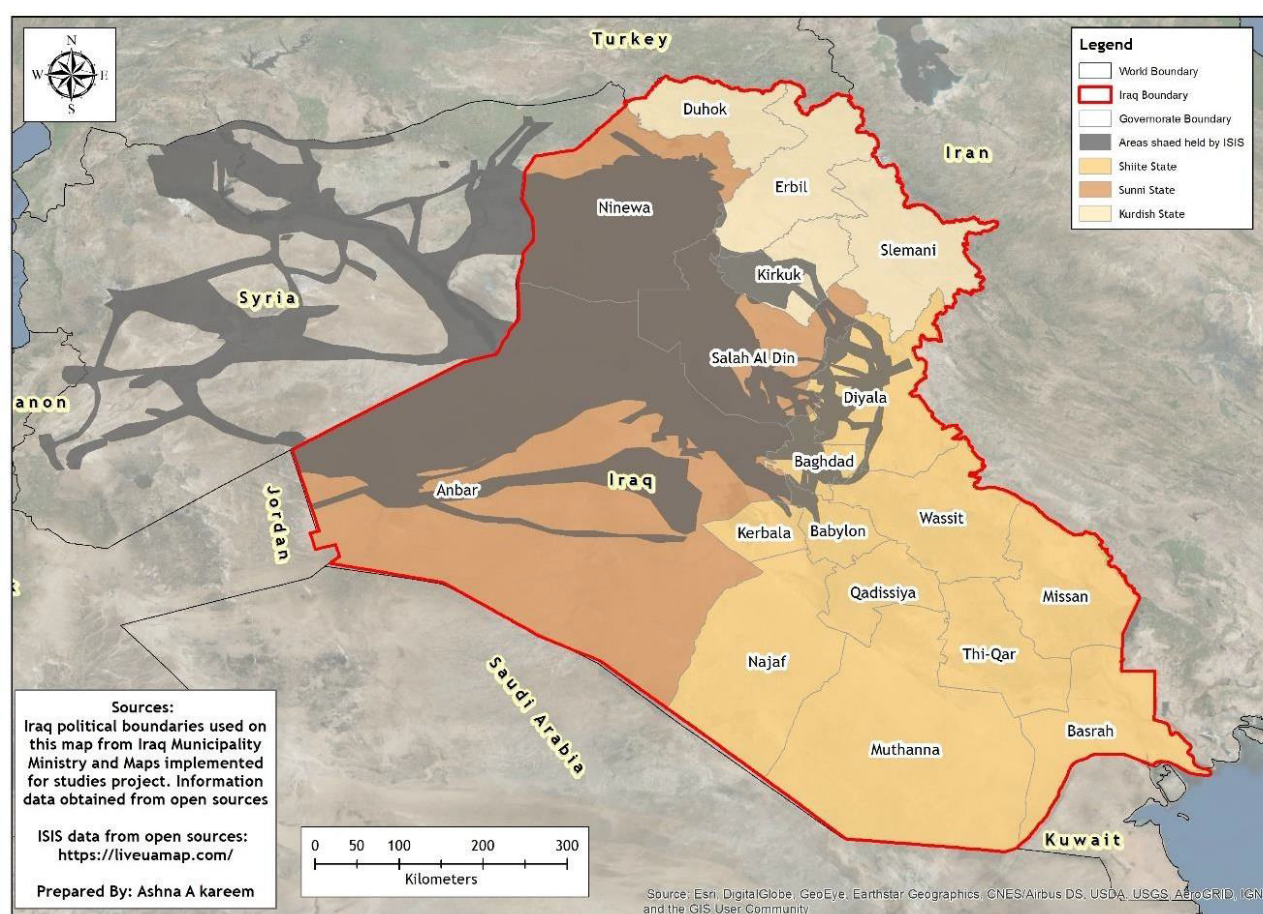 N
W E
S
Turkey
Legend
World Boundary
Iraq Boundary
Governorate Boundary
Areas shaed held by ISIS
Shiite State
Sunni State
Kurdish State
Iran
Duhok
Erbil
Ninewa
Slemani
Kirkuk
Syria
Salah Al Din
anon
Diyala
Baghdad
Iraq
Anbar
Jordan
Kerbala
Babylon
Wassit
Qadissiya
Missan
Najaf
Thi-Qar
Saudi Arabia
Basrah
Muthanna
Kuwait
Sources:
Iraq political boundaries used on
this map from Iraq Municipality
Ministry and Maps implemented
for studies project. Information
data obtained from open sources
ISIS data from open sources:
https://liveuamap.com/
Prepared By: Ashna A kareem
0 50 100 200 300
Kilometers
Source: Esri, DigitalGlobe, GeoEye, Earthstar Geographics, CNES/Airbus DS, USDA, USGS, AeroGRID, IGN
and the GIS User Community